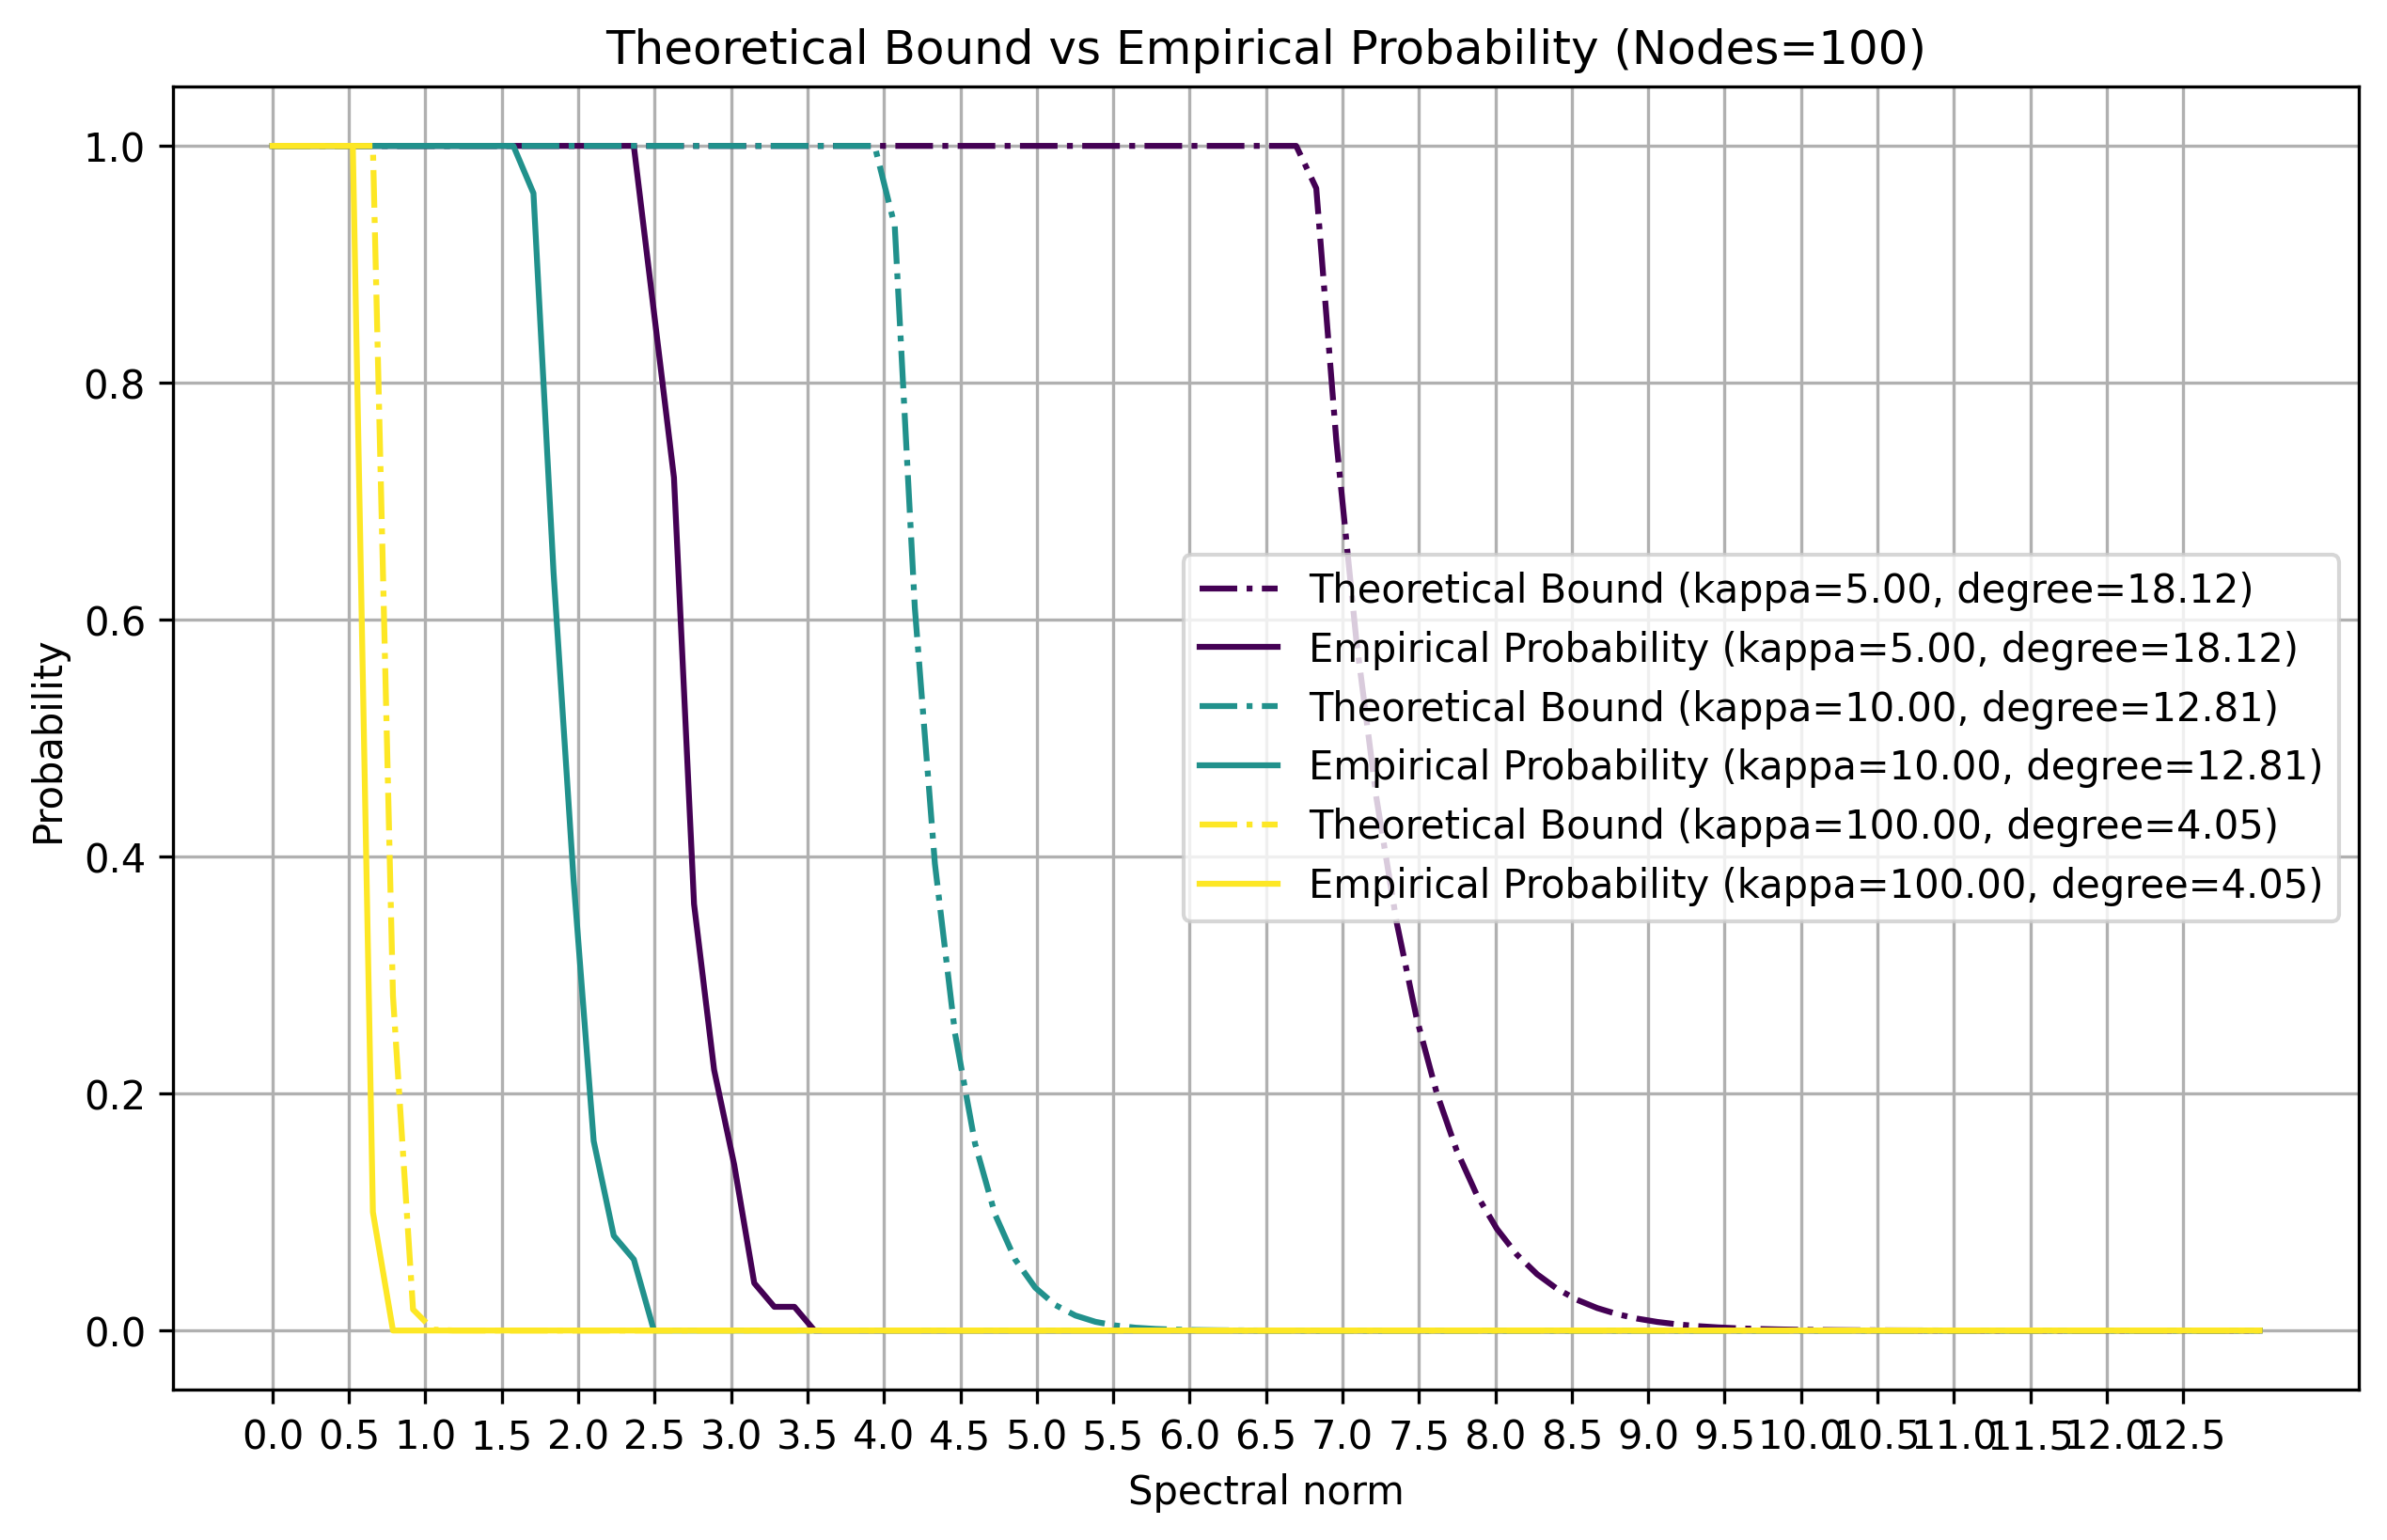 Theoretical Bound vs Empirical Probability (Nodes=100)
Probability
1.0
0.8
0.6
0.4
0.2
0.0
Theoretical Bound (kappa=5.00, degree=18.12)
Empirical Probability (kappa=5.00, degree=18.12)
Theoretical Bound (kappa=10.00, degree=12.81)
Empirical Probability (kappa=10.00, degree=12.81)
Theoretical Bound (kappa=100.00, degree=4.05)
Empirical Probability (kappa=100.00, degree=4.05)
0.0 0.5 1.0 1.5 2.0 2.5 3.0 3.5 4.0 4.5 5.0 5.5 6.0 6.5 7.0 7.5 8.0 8.5 9.0 9.5 10.0 10.5 11.0 11.5 12.0 12.5
Spectral norm